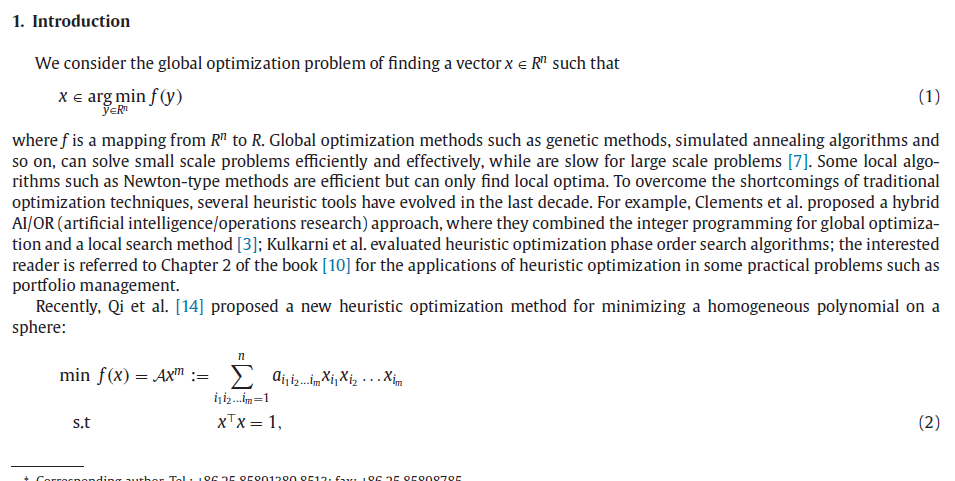 1. Introduction
We consider the global optimization problem of finding a vector x ∈ Rⁿ such that
x ∈ arg min f(y) (1)
y∈Rⁿ
where f is a mapping from Rⁿ to R. Global optimization methods such as genetic methods, simulated annealing algorithms and
so on, can solve small scale problems efficiently and effectively, while are slow for large scale problems [7]. Some local algo-
rithms such as Newton-type methods are efficient but can only find local optima. To overcome the shortcomings of traditional
optimization techniques, several heuristic tools have evolved in the last decade. For example, Clements et al. proposed a hybrid
AI/OR (artificial intelligence/operations research) approach, where they combined the integer programming for global optimiza-
tion and a local search method [3]; Kulkarni et al. evaluated heuristic optimization phase order search algorithms; the interested
reader is referred to Chapter 2 of the book [10] for the applications of heuristic optimization in some practical problems such as
portfolio management.
Recently, Qi et al. [14] proposed a new heuristic optimization method for minimizing a homogeneous polynomial on a
sphere:
n
min f(x) = 𝒜xᵐ := ∑ a_{i₁i₂...iₘ}x_{i₁}x_{i₂} ... x_{iₘ}
i₁i₂...iₘ=1
s.t x⊤x = 1, (2)